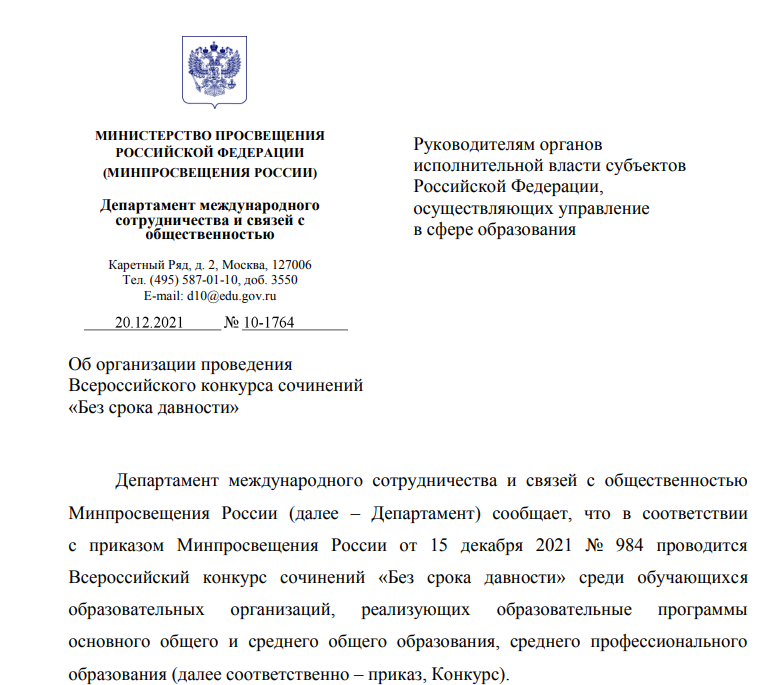 МИНИСТЕРСТВО ПРОСВЕЩЕНИЯ
РОССИЙСКОЙ ФЕДЕРАЦИИ
(МИНПРОСВЕЩЕНИЯ РОССИИ)
Департамент международного
сотрудничества и связей с
общественностью
Каретный Ряд, д. 2, Москва, 127006
Тел. (495) 587-01-10, доб. 3550
E-mail: d10@edu.gov.ru
20.12.2021 № 10-1764
Руководителям органов
исполнительной власти субъектов
Российской Федерации,
осуществляющих управление
в сфере образования
Об организации проведения
Всероссийского конкурса сочинений
«Без срока давности»
Департамент международного сотрудничества и связей с общественностью
Минпросвещения России (далее – Департамент) сообщает, что в соответствии
с приказом Минпросвещения России от 15 декабря 2021 № 984 проводится
Всероссийский конкурс сочинений «Без срока давности» среди обучающихся
образовательных организаций, реализующих образовательные программы
основного общего и среднего общего образования, среднего профессионального
образования (далее соответственно – приказ, Конкурс).